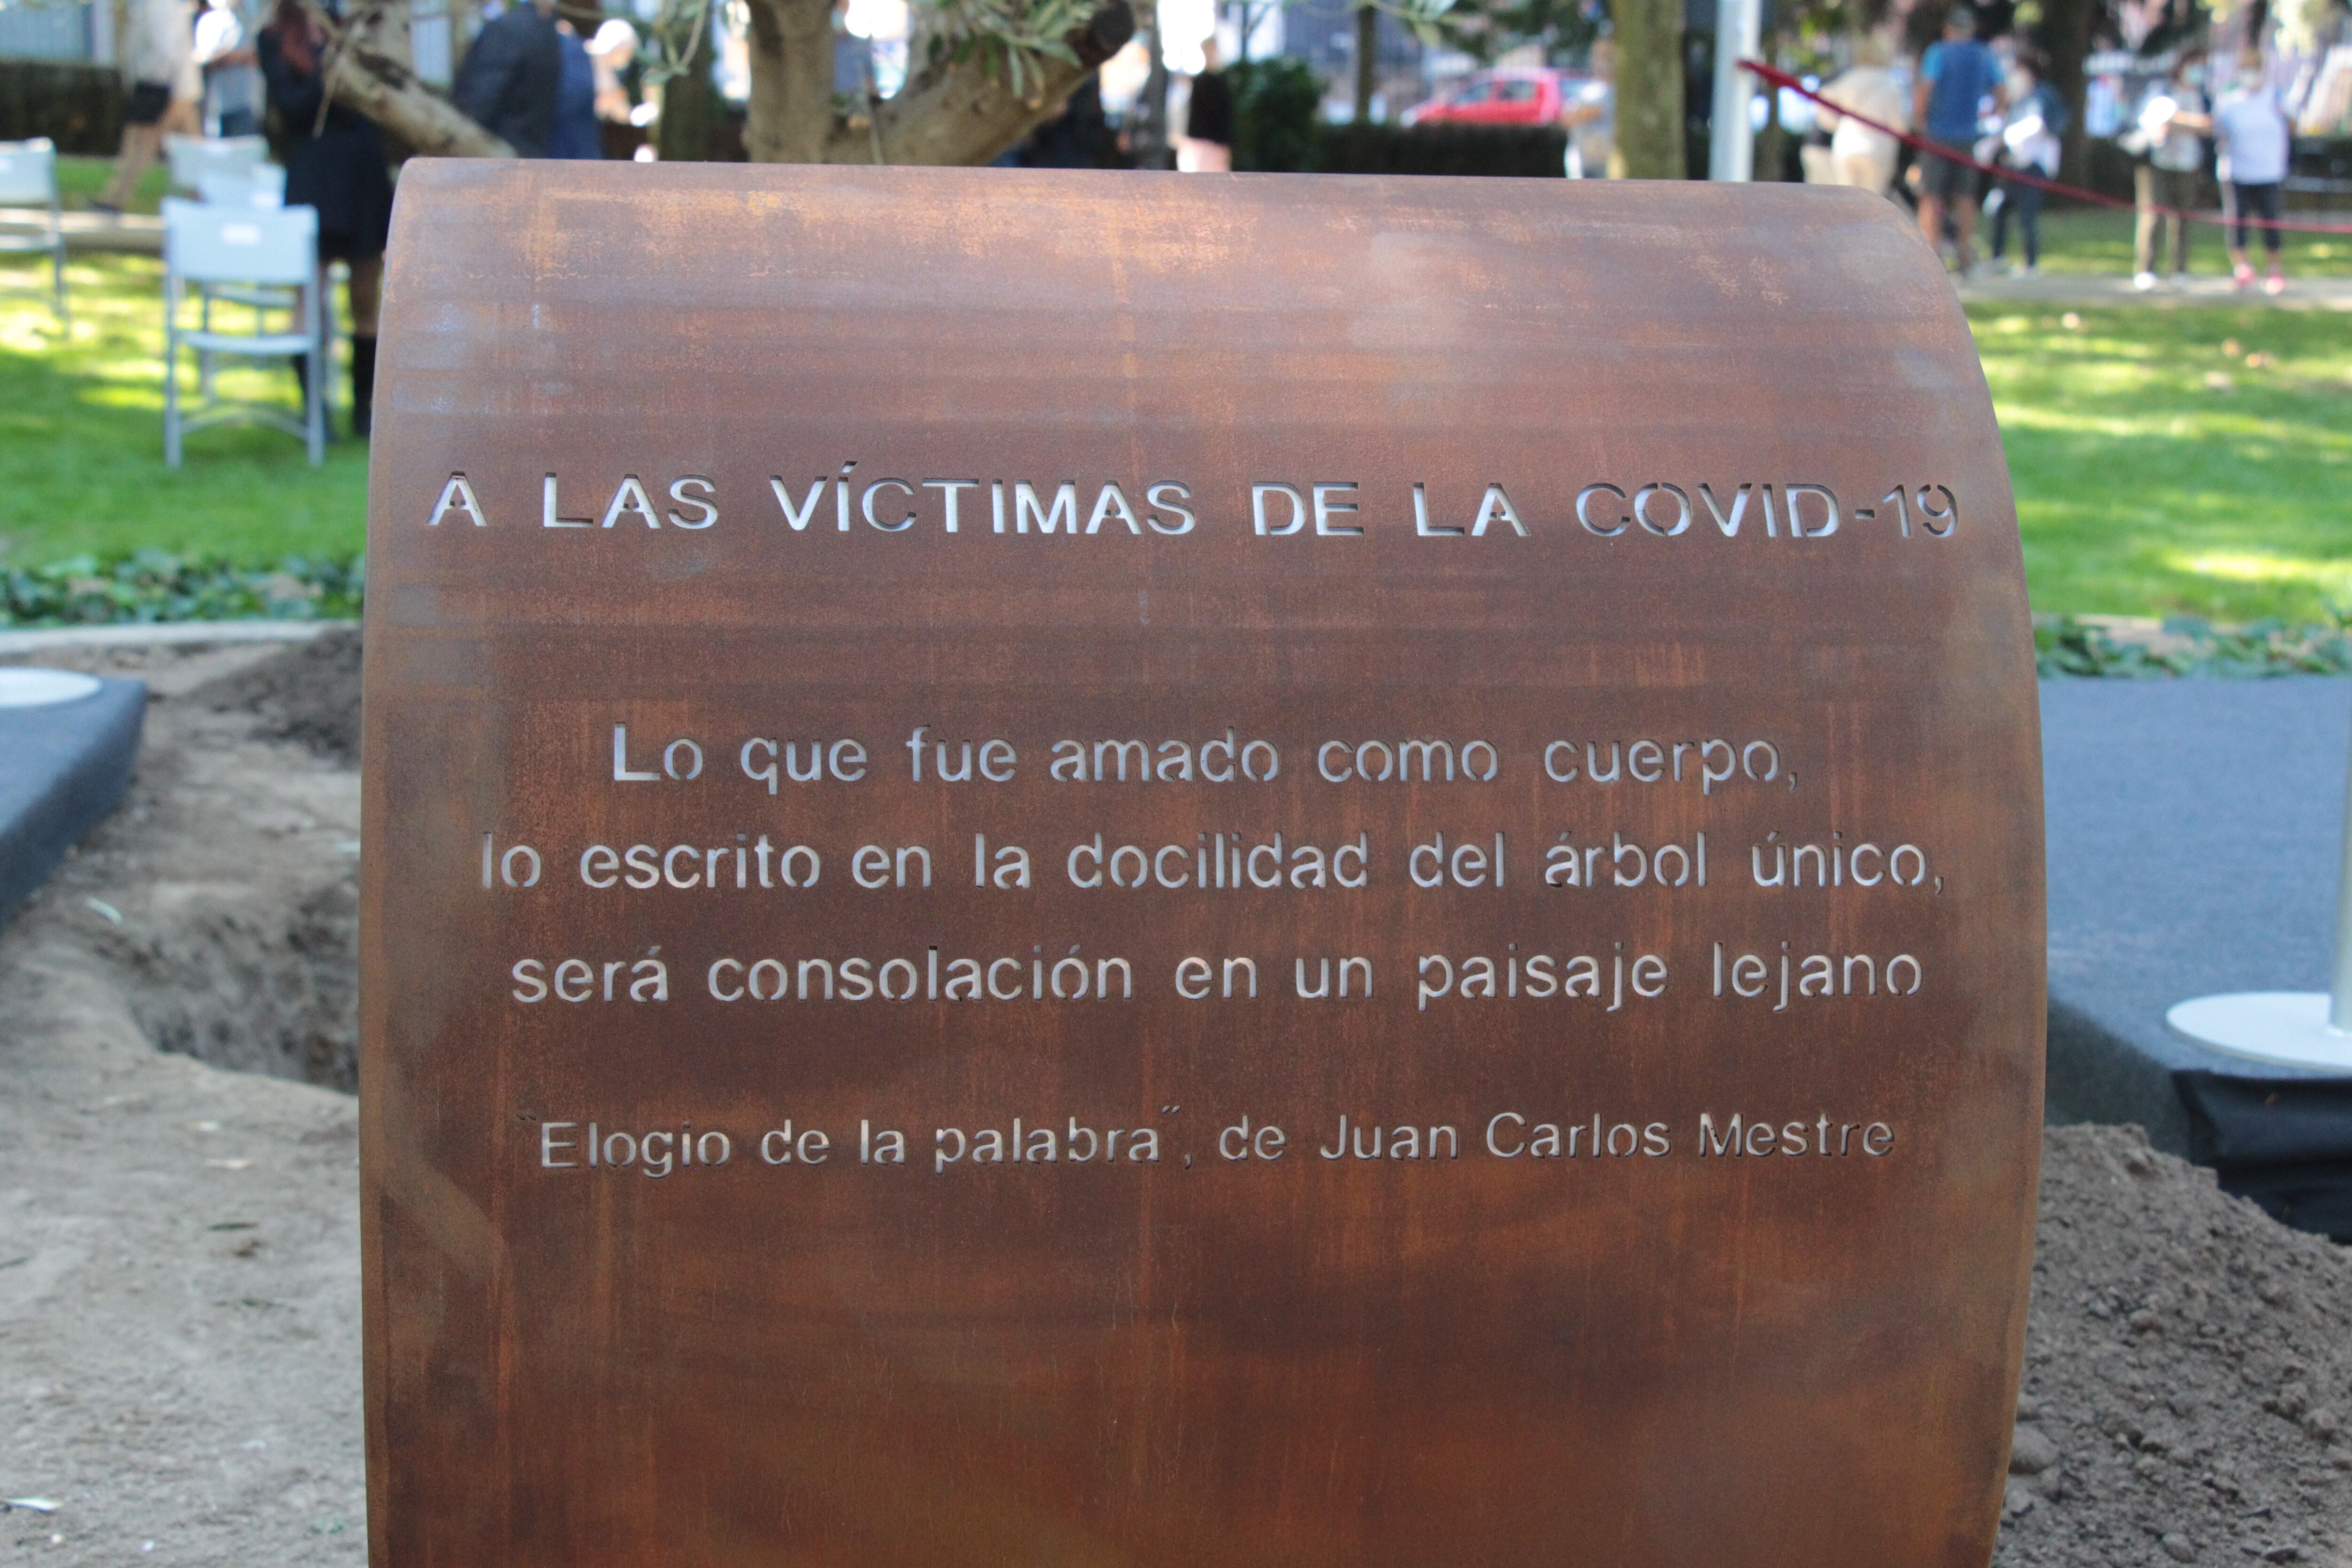 A LAS VÍCTIMAS DE LA COVID-19
Lo que fue amado como cuerpo,
lo escrito en la docilidad del árbol único,
será consolación en un paisaje lejano
"Elogio de la palabra", de Juan Carlos Mestre